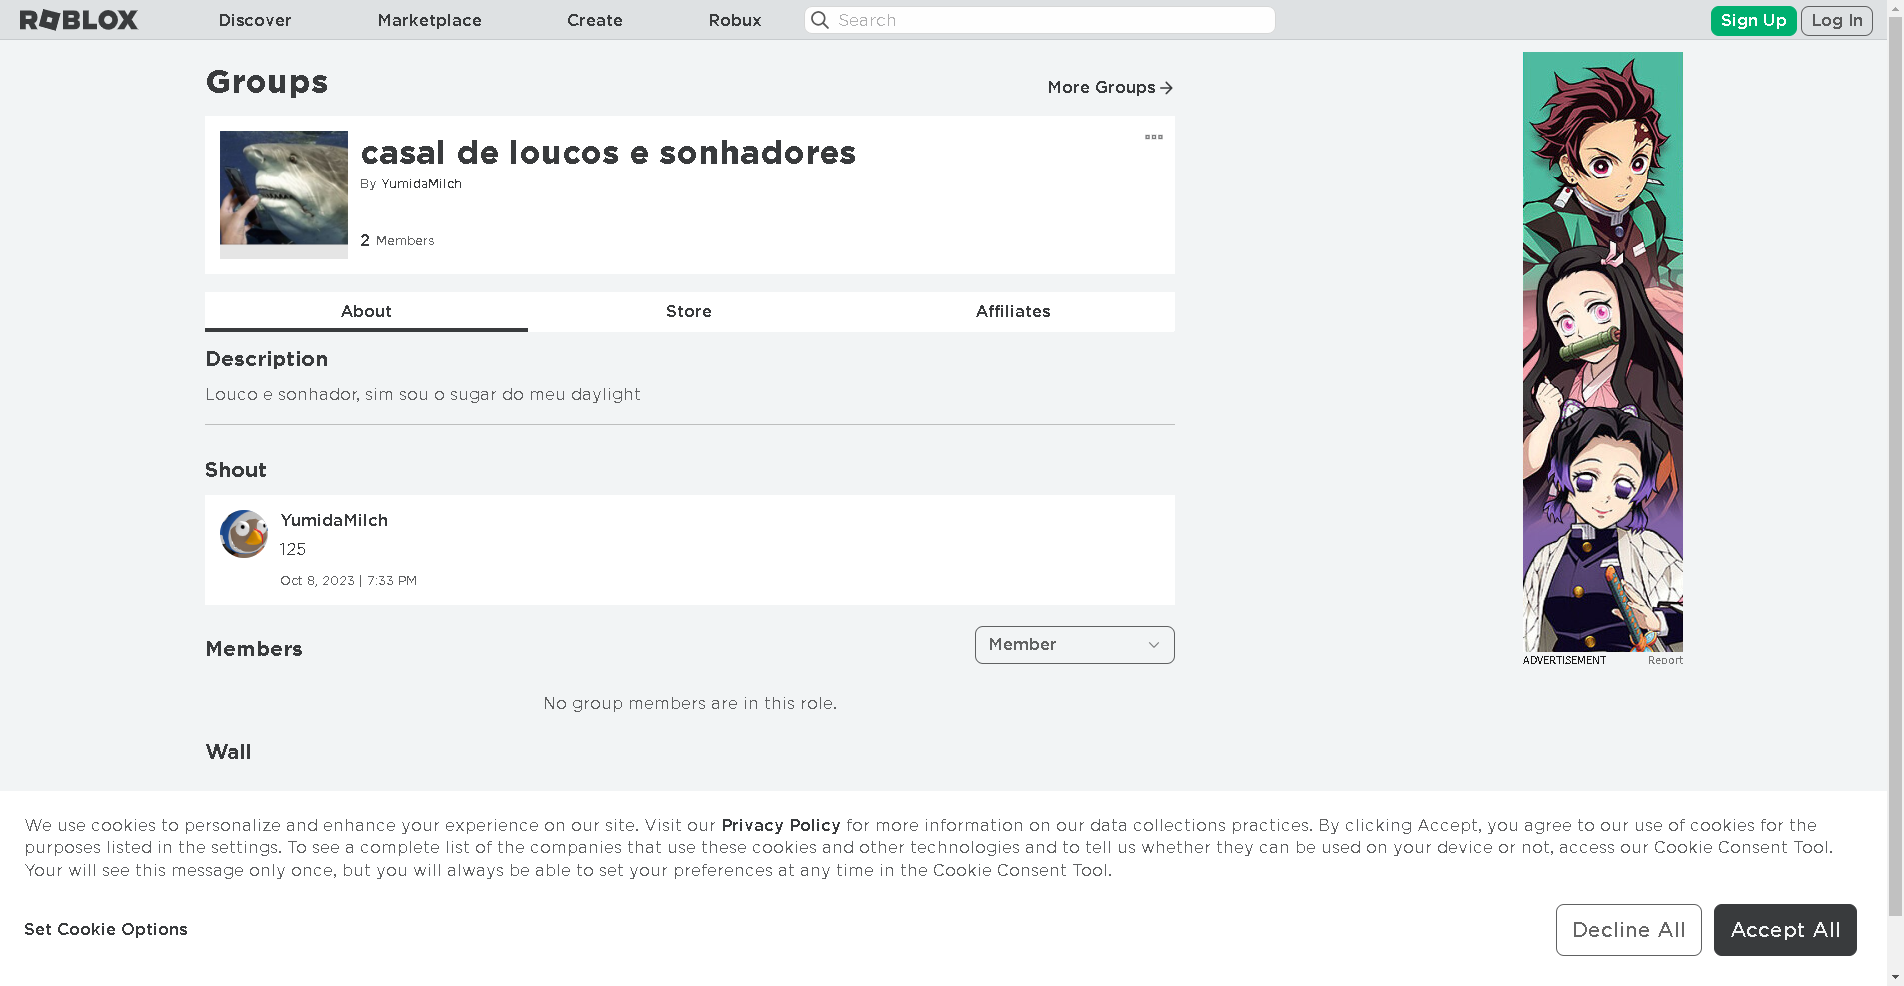 ROBLOX
Discover
Marketplace
Create
Robux
Search
Sign Up
Log In
Groups
More Groups
casal de loucos e sonhadores
By YumidaMilch
2 Members
About
Store
Affiliates
Description
Louco e sonhador, sim sou o sugar do meu daylight
Shout
YumidaMilch
125
Oct 8, 2023 | 7:33 PM
Members
Member
No group members are in this role.
Wall
ADVERTISEMENT
Report
We use cookies to personalize and enhance your experience on our site. Visit our Privacy Policy for more information on our data collections practices. By clicking Accept, you agree to our use of cookies for the
purposes listed in the settings. To see a complete list of the companies that use these cookies and other technologies and to tell us whether they can be used on your device or not, access our Cookie Consent Tool.
Your will see this message only once, but you will always be able to set your preferences at any time in the Cookie Consent Tool.
Set Cookie Options
Decline All
Accept All